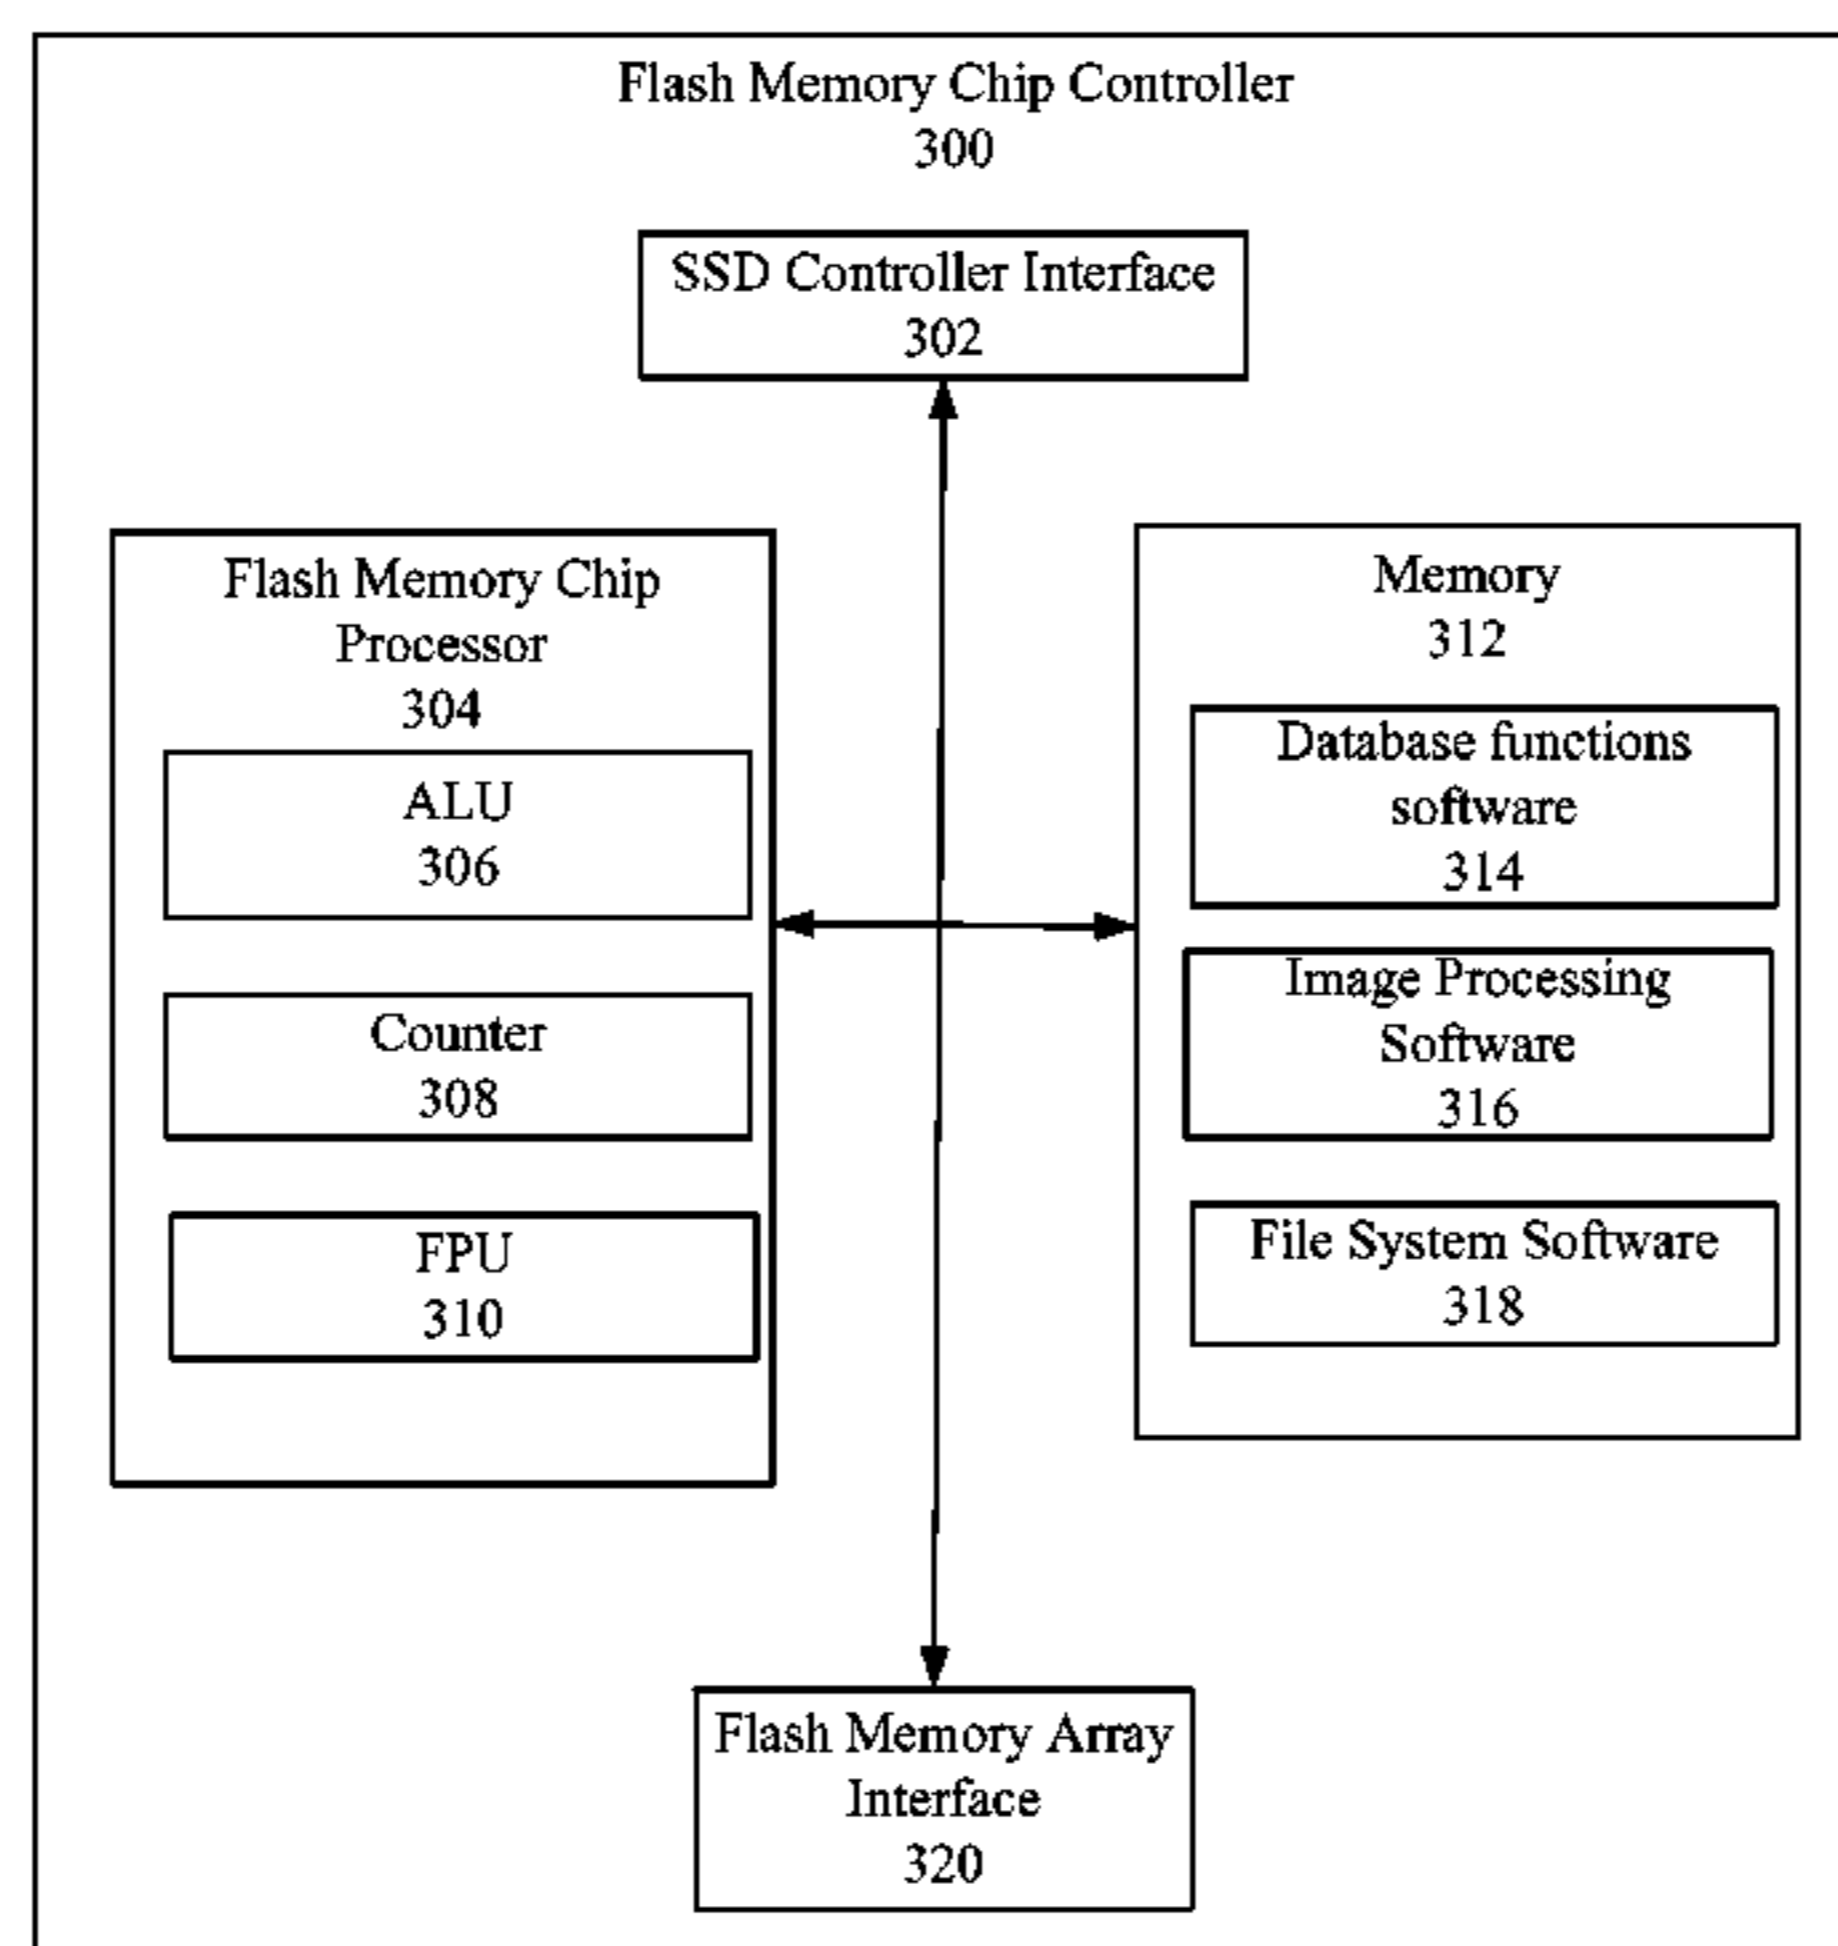 Flash Memory Chip Controller
300
SSD Controller Interface
302
Flash Memory Chip
Processor
304
ALU
306
Counter
308
FPU
310
Memory
312
Database functions
software
314
Image Processing
Software
316
File System Software
318
Flash Memory Array
Interface
320